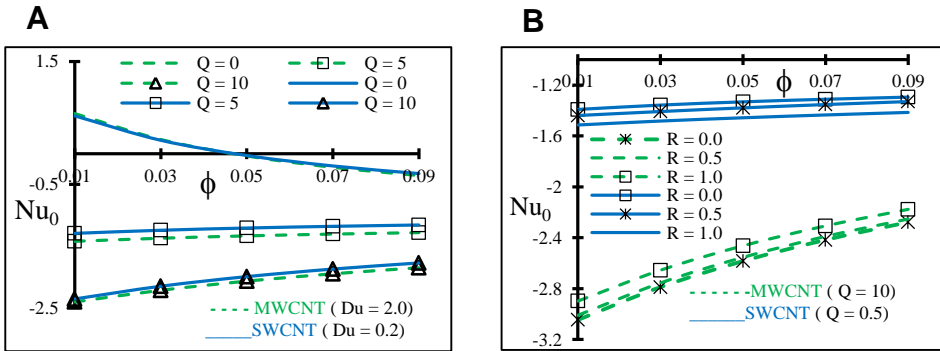 A
1.5
Q = 0
Q = 5
Q = 10
Q = 0
Q = 5
Q = 10
0.01
0.03
0.05
0.07
0.09
-0.5
ϕ
Nu0
-2.5
MWCNT ( Du = 2.0)
SWCNT ( Du = 0.2)
B
0.01
0.03
0.05
0.07
0.09
-1.2
ϕ
-1.6
R = 0.0
R = 0.5
R = 1.0
R = 0.0
R = 0.5
R = 1.0
-2
Nu0
-2.4
-2.8
MWCNT ( Q = 10)
SWCNT ( Q = 0.5)
-3.2